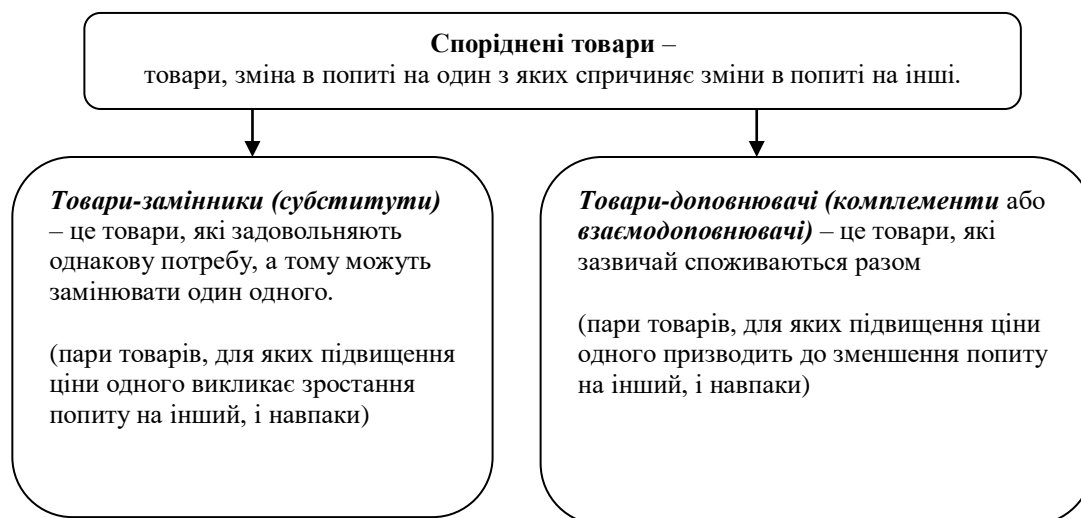 Споріднені товари –
товари, зміна в попиті на один з яких спричиняє зміни в попиті на інші.
Товари-замінники (субститути)
– це товари, які задовольняють
однакову потребу, а тому можуть
замінювати один одного.
(пари товарів, для яких підвищення
ціни одного викликає зростання
попиту на інший, і навпаки)
Товари-доповнювачі (комплементи або
взаємодоповнювачі) – це товари, які
зазвичай споживаються разом
(пари товарів, для яких підвищення ціни
одного призводить до зменшення попиту
на інший, і навпаки)